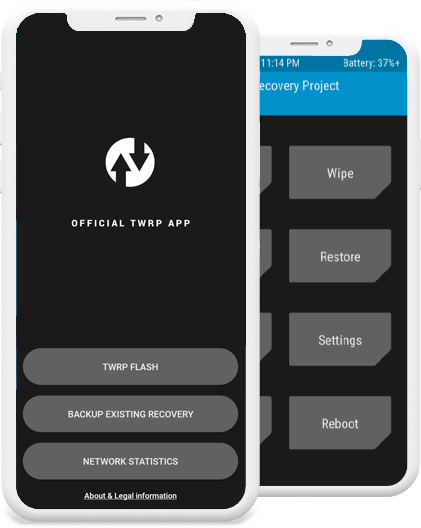 OFFICIAL TWRP APP
TWRP FLASH
BACKUP EXISTING RECOVERY
NETWORK STATISTICS
About & Legal information
11:14 PM Battery: 37%+
Recovery Project
Wipe
Restore
Settings
Reboot